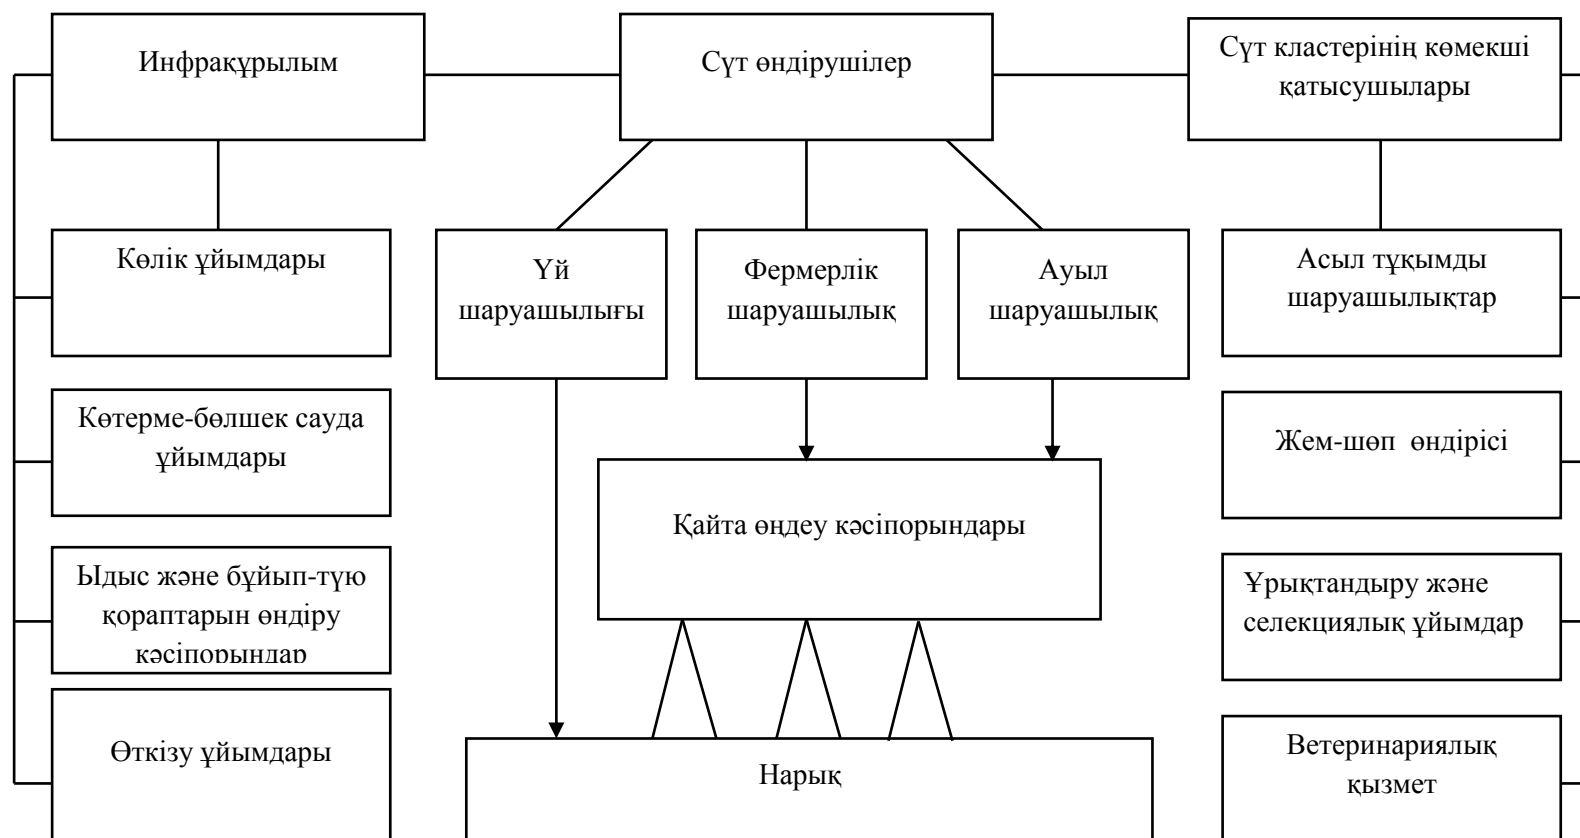 Инфрақұрылым
Сүт өндірушілер
Сүт кластерінің көмекші
қатысушылары
Көлік ұйымдары
Үй
шаруашылығы
Фермерлік
шаруашылық
Ауыл
шаруашылық
Асыл тұқымды
шаруашылықтар
Көтерме-бөлшек сауда
ұйымдары
Жем-шөп өндірісі
Қайта өңдеу кәсіпорындары
Ыдыс және бұйып-түю
қораптарын өндіру
кәсіпорындар
Ұрықтандыру және
селекциялық ұйымдар
Өткізу ұйымдары
Нарық
Ветеринариялық
қызмет